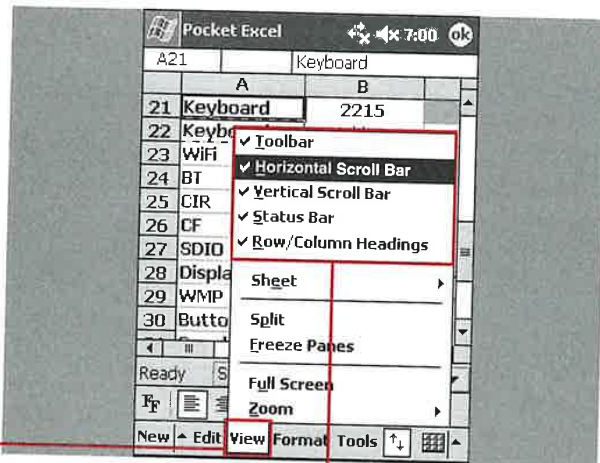 Pocket Excel 7:00 ok
A21 Keyboard
A B
21 Keyboard 2215
22 Keyb
23 WiFi
24 BT
25 CIR
26 CF
27 SDIO
28 Displa
29 WMP
30 Butto
✓ Toolbar
✓ Horizontal Scroll Bar
✓ Vertical Scroll Bar
✓ Status Bar
✓ Row/Column Headings
Sheet
Split
Freeze Panes
Full Screen
Zoom
Ready S
FF
New Edit View Format Tools